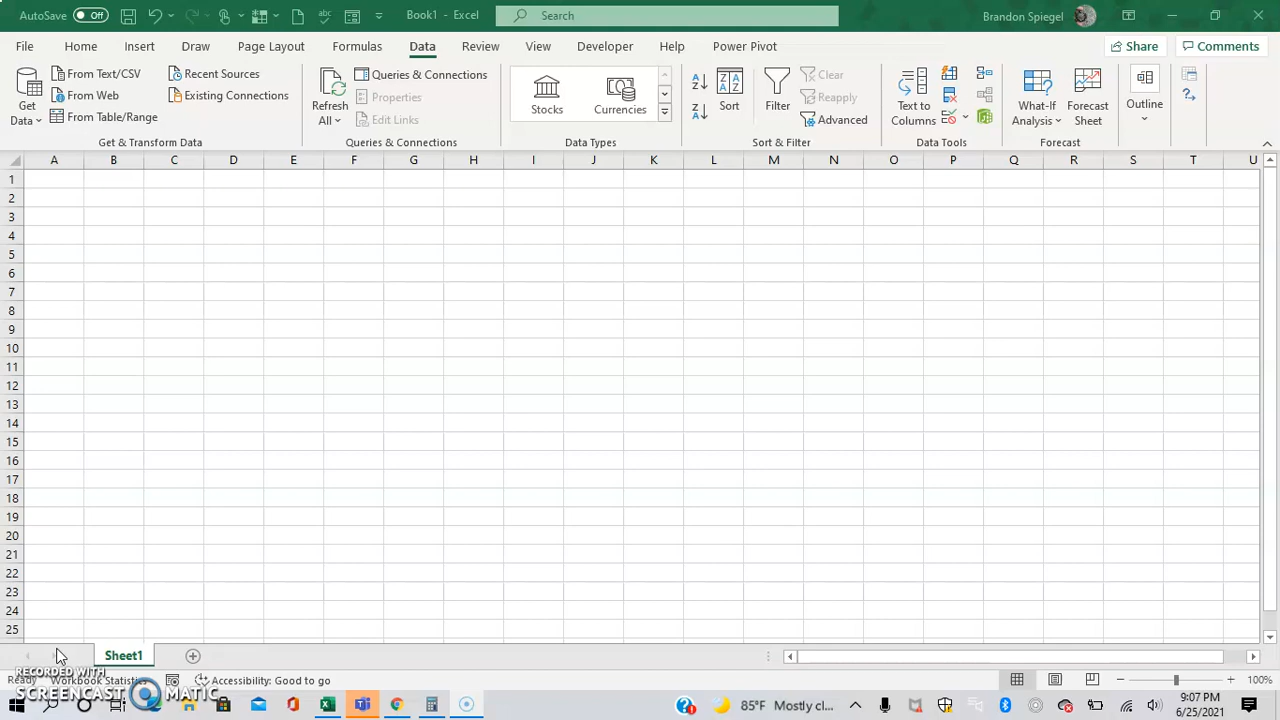 AutoSave Off Book1 - Excel Search Brandon Spiegel
File Home Insert Draw Page Layout Formulas Data Review View Developer Help Power Pivot Share Comments
Get Data From Text/CSV From Web From Table/Range Recent Sources Existing Connections
Refresh All Queries & Connections Properties Edit Links
Stocks Currencies
A Z Z A Sort Filter Clear Reapply Advanced
Text to Columns What-If Analysis Forecast Sheet Outline
Get & Transform Data Queries & Connections Data Types Sort & Filter Data Tools Forecast
A B C D E F G H I J K L M N O P Q R S T U
1
2
3
4
5
6
7
8
9
10
11
12
13
14
15
16
17
18
19
20
21
22
23
24
25
Sheet1
RECORDED WITH
Ready Workbook Statistics Accessibility: Good to go 100%
SCREENCAST MATIC
85°F Mostly cl... 9:07 PM
6/25/2021